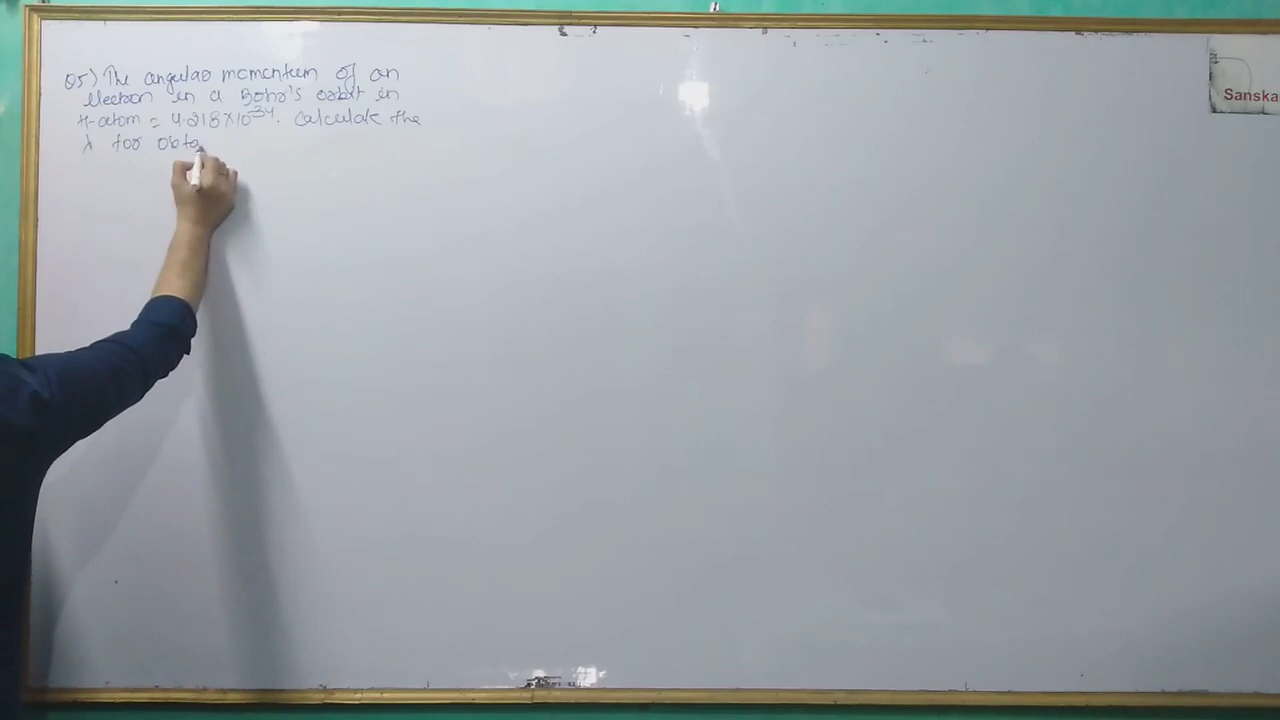 Q5) The angular momentum of an
electron in a Bohr's orbit in
H-atom = 4.218×10⁻³⁴. Calculate the
λ for obta
Sanska